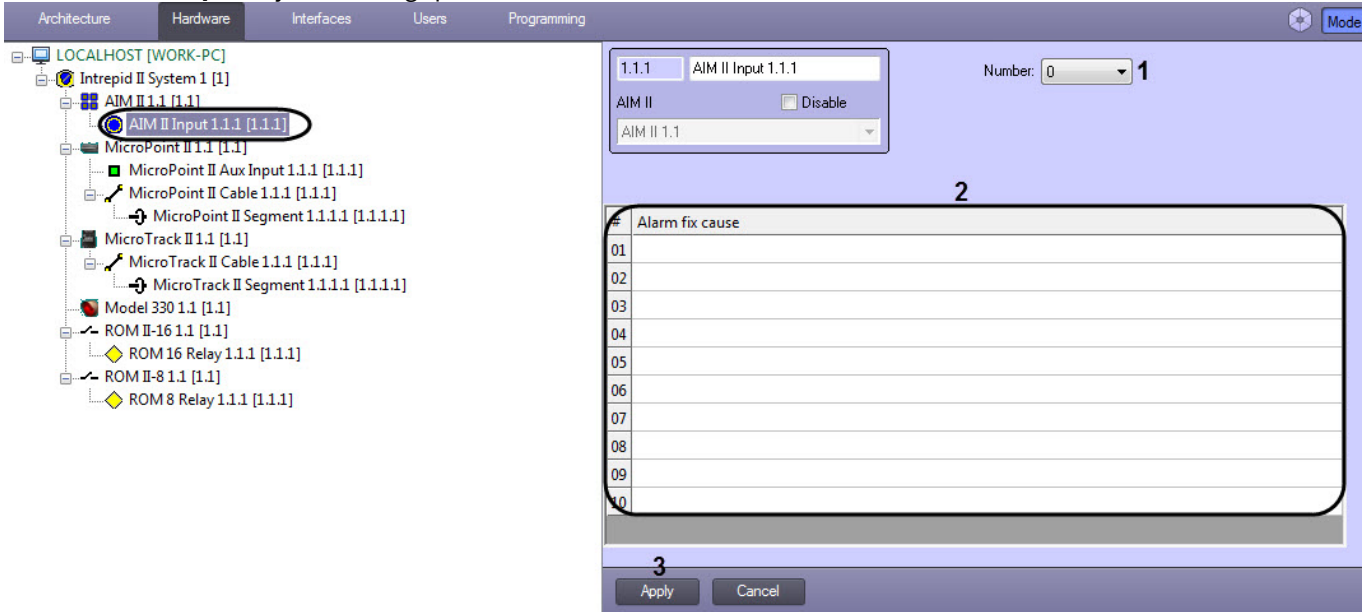 Architecture Hardware Interfaces Users Programming Mode
LOCALHOST [WORK-PC]
Intrepid II System 1 [1]
AIM II 1.1 [1.1]
AIM II Input 1.1.1 [1.1.1]
MicroPoint II 1.1 [1.1]
MicroPoint II Aux Input 1.1.1 [1.1.1]
MicroPoint II Cable 1.1.1 [1.1.1]
MicroPoint II Segment 1.1.1.1 [1.1.1.1]
MicroTrack II 1.1 [1.1]
MicroTrack II Cable 1.1.1 [1.1.1]
MicroTrack II Segment 1.1.1.1 [1.1.1.1]
Model 330 1.1 [1.1]
ROM II-16 1.1 [1.1]
ROM 16 Relay 1.1.1 [1.1.1]
ROM II-8 1.1 [1.1]
ROM 8 Relay 1.1.1 [1.1.1]
1.1.1 AIM II Input 1.1.1
AIM II Disable
AIM II 1.1
Number: 0 1
2
# Alarm fix cause
01
02
03
04
05
06
07
08
09
10
3
Apply Cancel